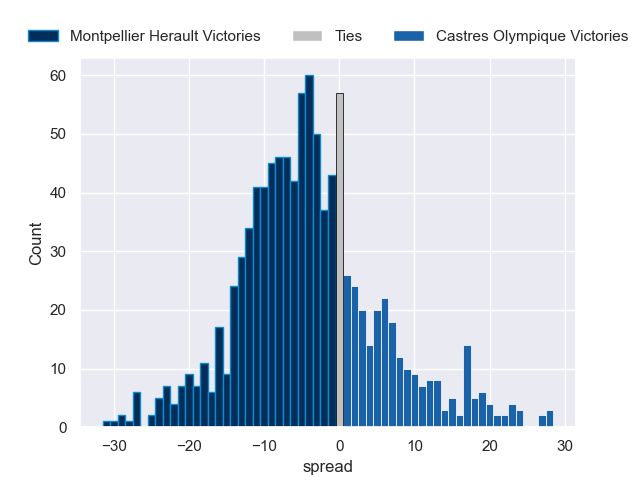 Montpellier Herault Victories Ties Castres Olympique Victories
60
50
40
30
20
10
0
Count
−30 −20 −10 0 10 20 30
spread